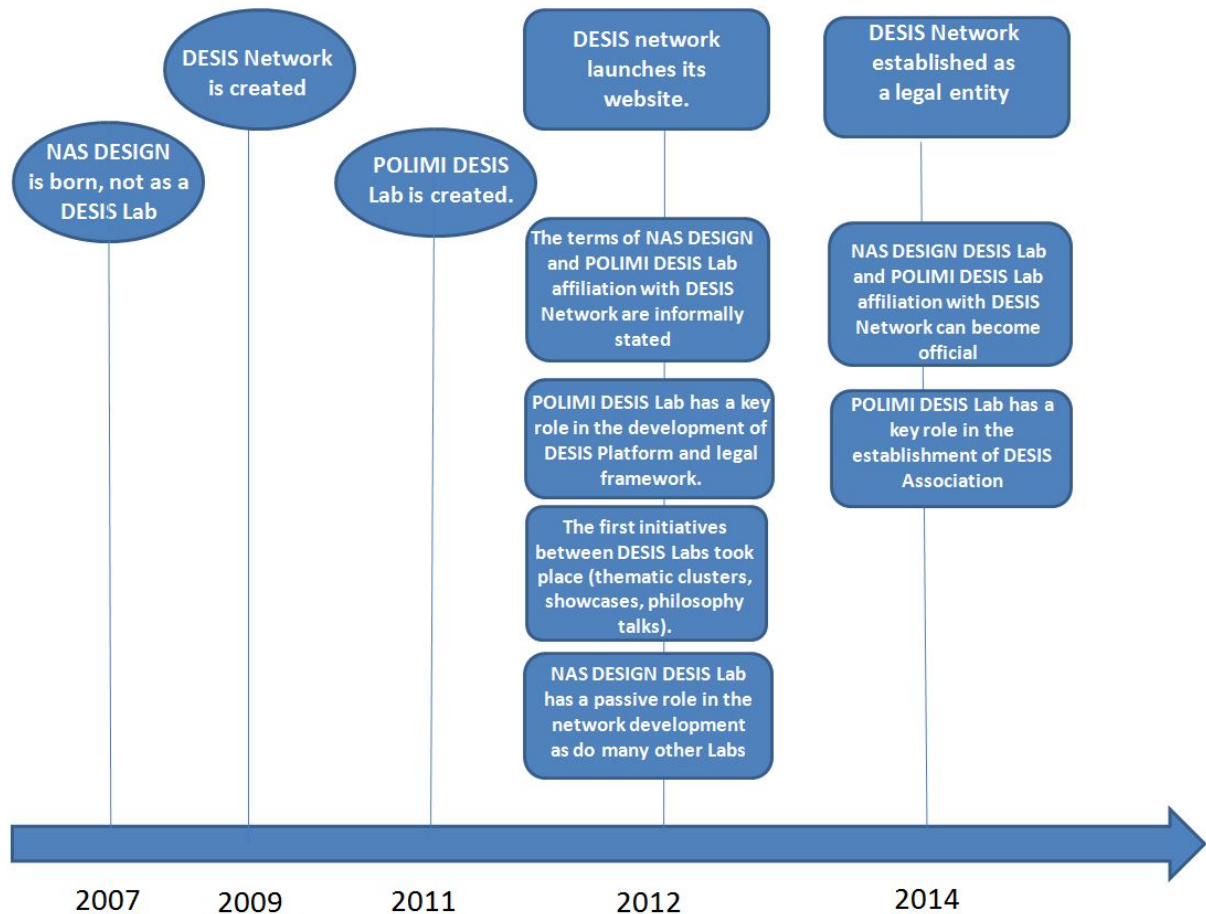 NAS DESIGN
is born, not as a
DESIS Lab
DESIS Network
is created
POLIMI DESIS
Lab is created.
DESIS network
launches its
website.
The terms of NAS DESIGN
and POLIMI DESIS Lab
affiliation with DESIS
Network are informally
stated
POLIMI DESIS Lab has a key
role in the development of
DESIS Platform and legal
framework.
The first initiatives
between DESIS Labs took
place (thematic clusters,
showcases, philosophy
talks).
NAS DESIGN DESIS Lab
has a passive role in the
network development
as do many other Labs
DESIS Network
established as
a legal entity
NAS DESIGN DESIS Lab
and POLIMI DESIS Lab
affiliation with DESIS
Network can become
official
POLIMI DESIS Lab has a
key role in the
establishment of DESIS
Association
2007
2009
2011
2012
2014